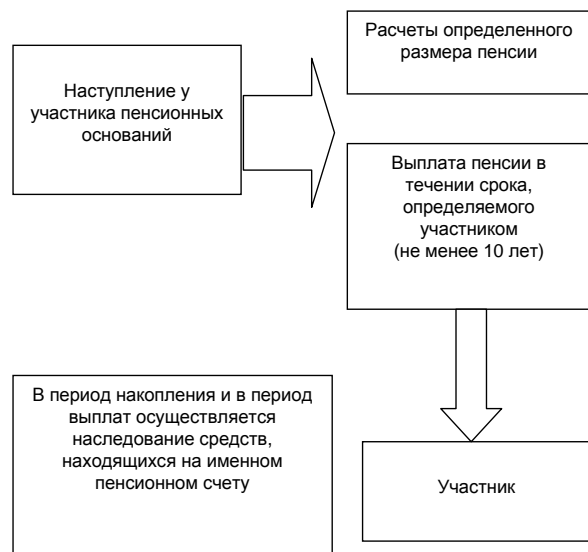 Расчеты определенного
размера пенсии
Наступление у
участника пенсионных
оснований
Выплата пенсии в
течении срока,
определяемого
участником
(не менее 10 лет)
В период накопления и в период
выплат осуществляется
наследование средств,
находящихся на именном
пенсионном счету
Участник